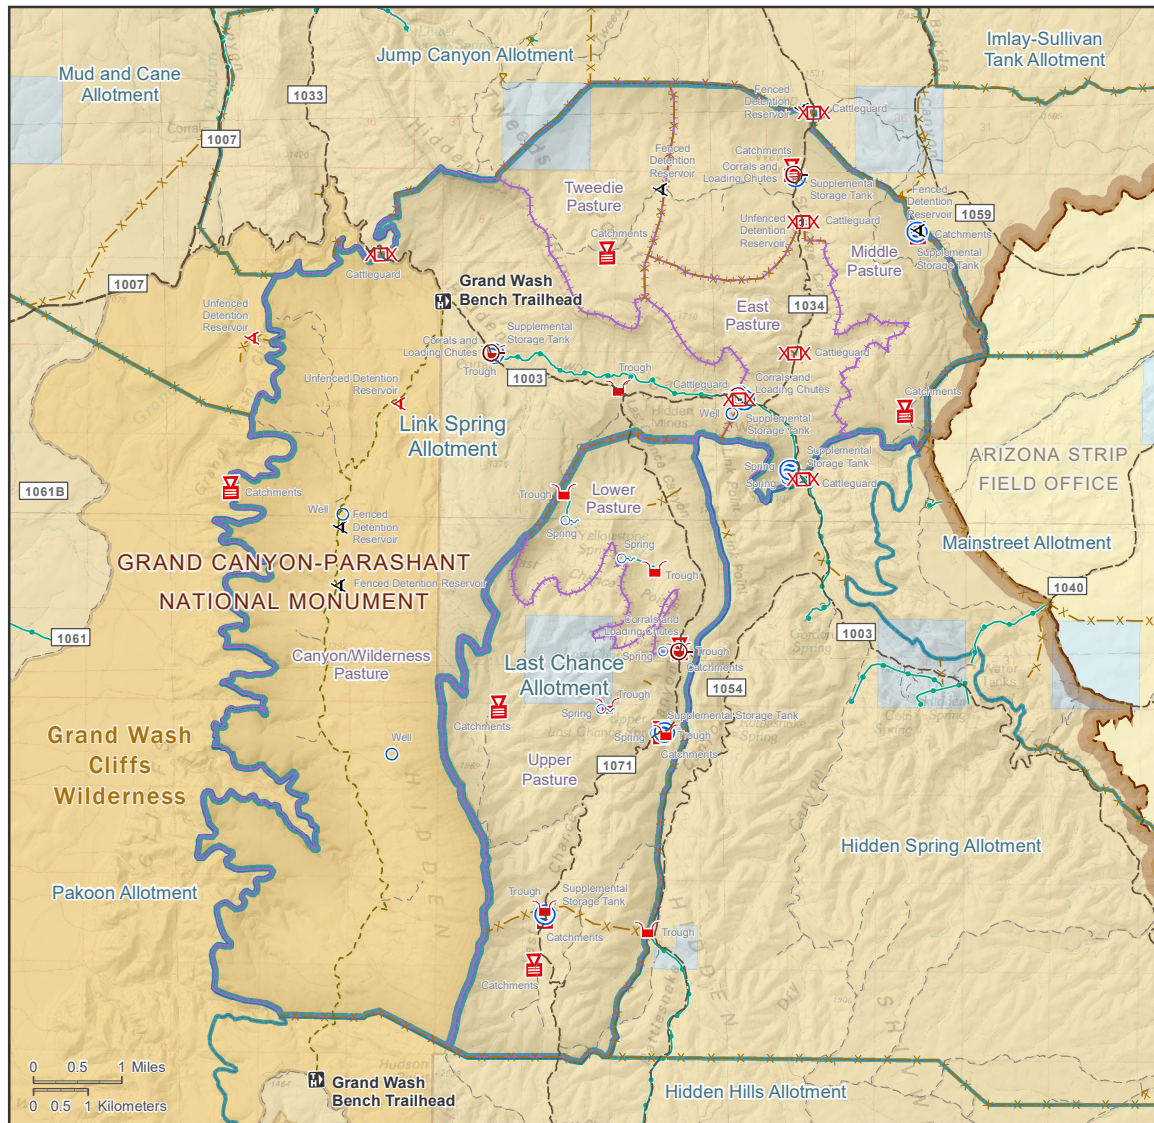 Imlay-Sullivan
Tank Allotment
Jump Canyon Allotment
Mud and Cane
Allotment
1033
1007
Fenced
Detention
Reservoir
Cattleguard
Catchments
Corrals and
Loading Chutes
Supplemental
Storage Tank
Fenced
Detention
Reservoir
Tweedie
Pasture
Fenced
Detention
Reservoir
Catchments
Supplemental
Storage Tank
1059
Unfenced
Detention
Reservoir
Cattleguard
Catchments
Middle
Pasture
Cattleguard
1007
Grand Wash
Bench Trailhead
1034
East
Pasture
Unfenced
Detention
Reservoir
Supplemental
Storage Tank
Corrals and
Loading Chutes
Trough
Cattleguard
1003
Trough
Unfenced Detention
Reservoir
Cattleguard
Corrals and
Loading Chutes
Catchments
Well
Supplemental
Storage Tank
Link Spring
Allotment
Supplemental
Storage Tank
Spring
Spring
Cattleguard
ARIZONA STRIP
FIELD OFFICE
1061B
Catchments
Trough
Lower
Pasture
Well
Fenced
Detention
Reservoir
Spring
Spring
Mainstreet Allotment
GRAND CANYON-PARASHANT
NATIONAL MONUMENT
Fenced Detention Reservoir
Trough
1040
Corrals and
Loading Chutes
1061
1003
Trough
Spring
Catchments
Canyon/Wilderness
Pasture
Last Chance
Allotment
1054
Trough
Spring
Catchments
Supplemental Storage Tank
Trough
Spring
Catchments
Grand Wash
Cliffs
Wilderness
Well
Upper
Pasture
1071
Hidden Spring Allotment
Pakoon Allotment
Trough
Supplemental
Storage Tank
Catchments
Trough
Catchments
HIDDEN
HIDDEN
0 0.5 1 Miles
0 0.5 1 Kilometers
Grand Wash
Bench Trailhead
Hidden Hills Allotment